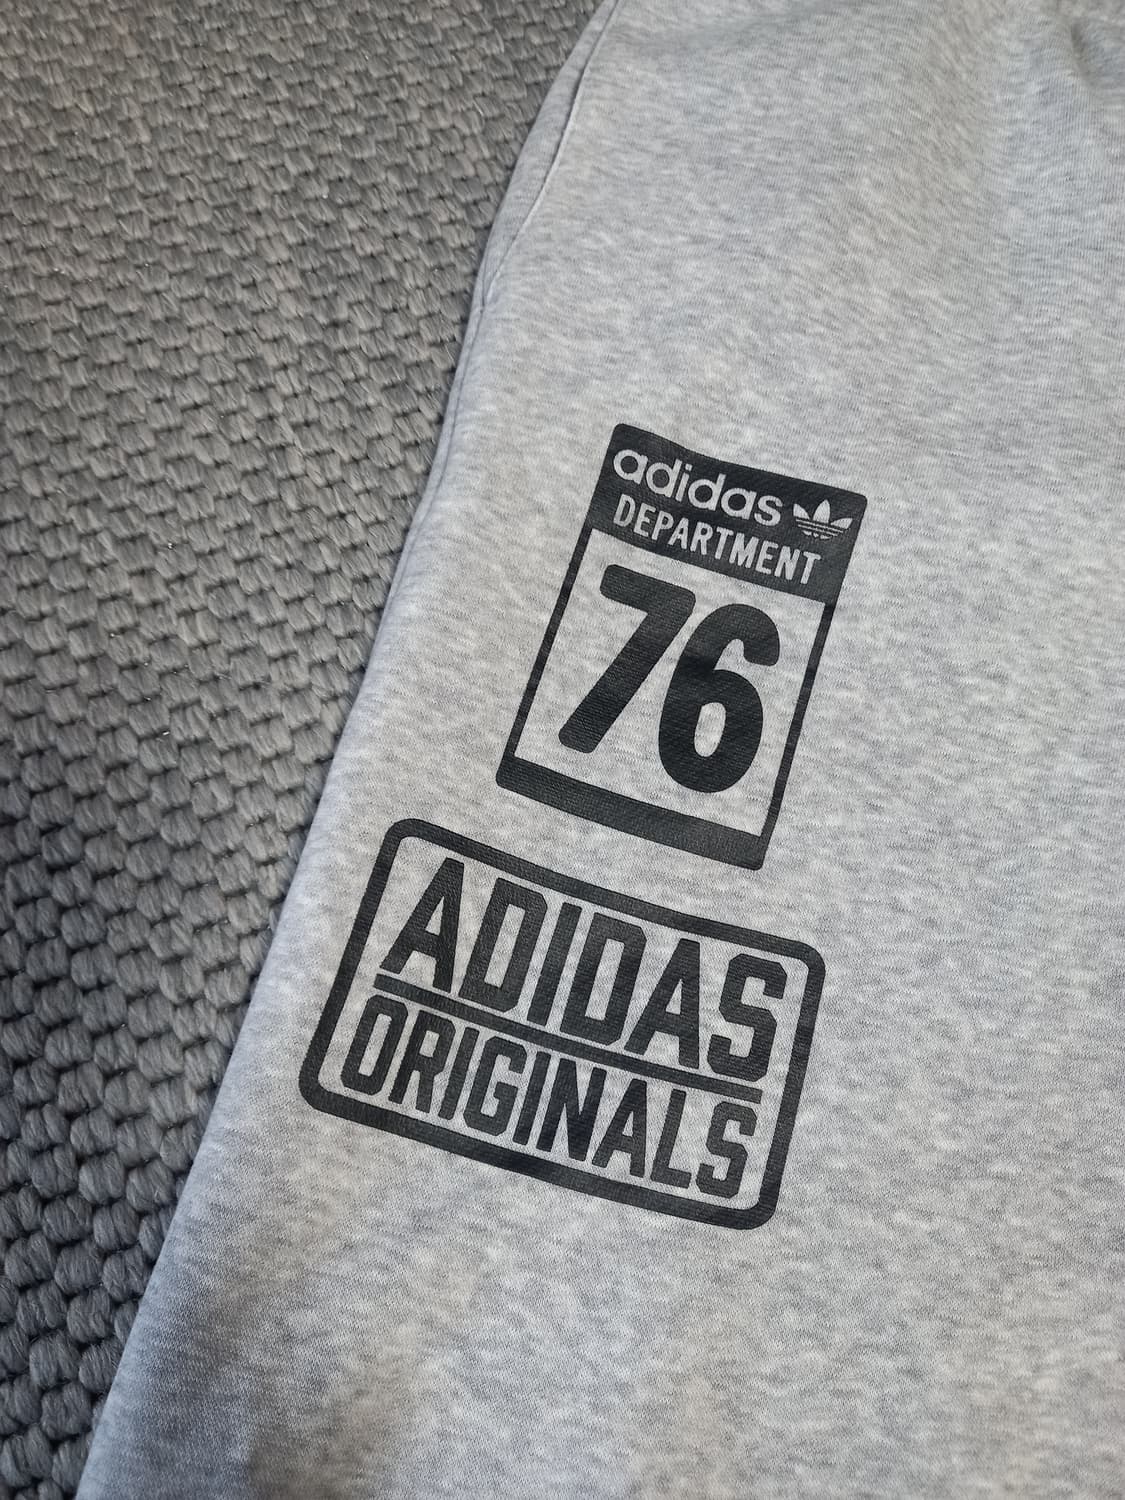 adidas
DEPARTMENT
76
ADIDAS
ORIGINALS